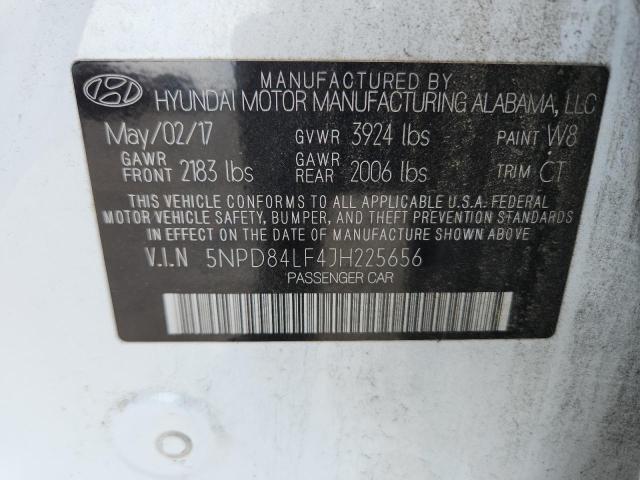 MANUFACTURED BY
HYUNDAI MOTOR MANUFACTURING ALABAMA, LLC
May/02/17 GVWR 3924 lbs PAINT W8
GAWR FRONT 2183 lbs GAWR REAR 2006 lbs TRIM CT
THIS VEHICLE CONFORMS TO ALL APPLICABLE U.S.A. FEDERAL
MOTOR VEHICLE SAFETY, BUMPER, AND THEFT PREVENTION STANDARDS
IN EFFECT ON THE DATE OF MANUFACTURE SHOWN ABOVE.
V.I.N 5NPD84LF4JH225656
PASSENGER CAR